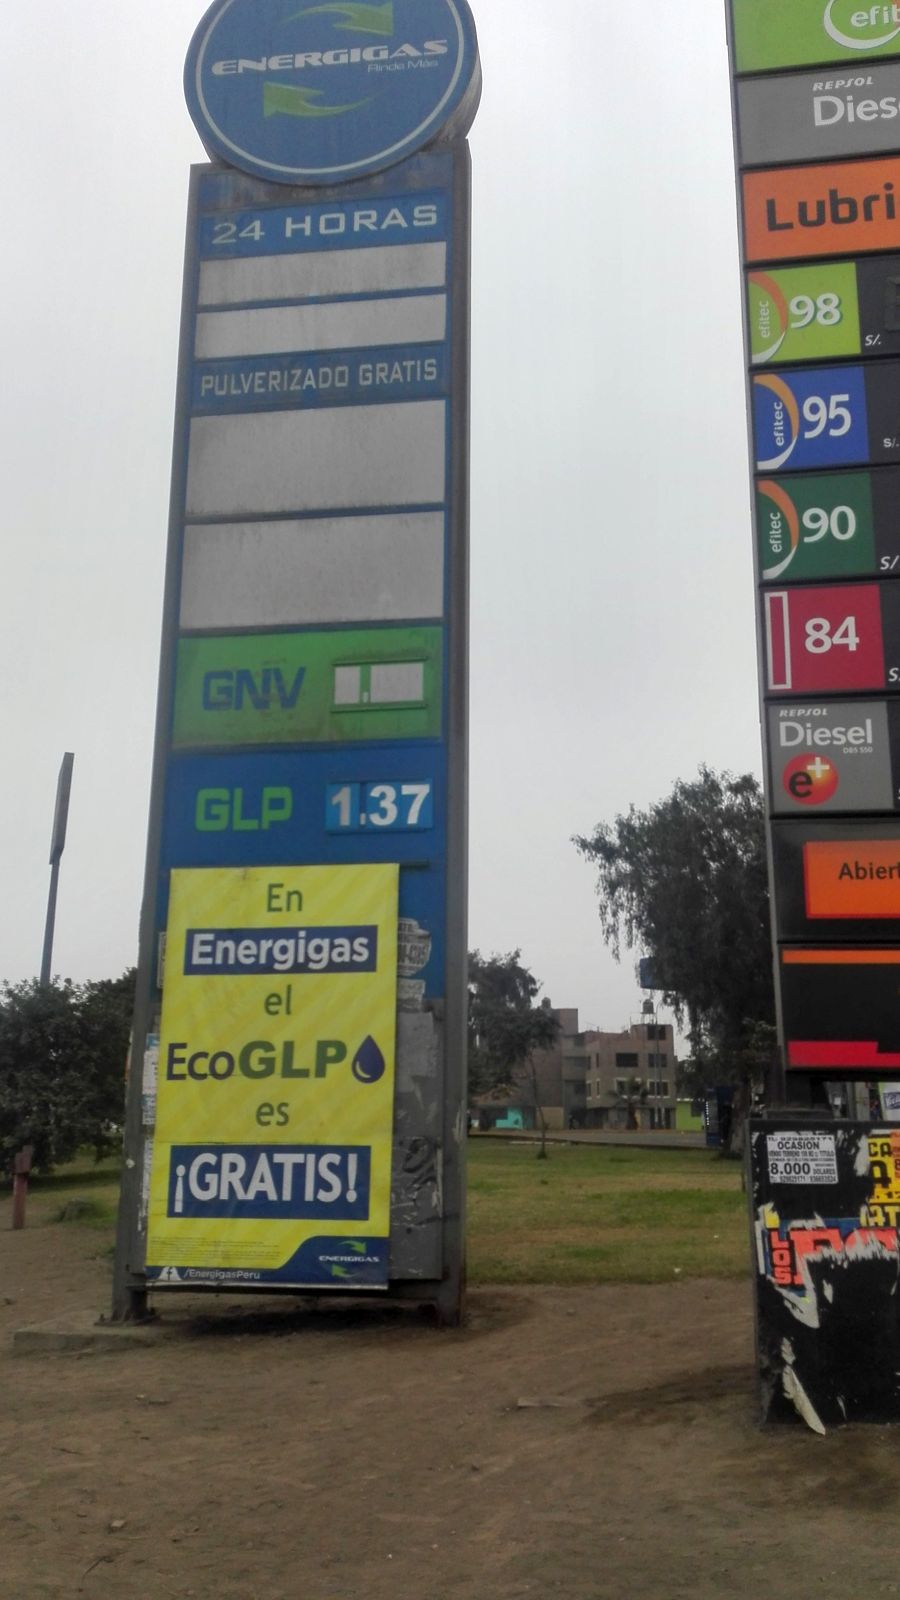 ENERGIGAS
Rinde Más
24 HORAS
PULVERIZADO GRATIS
GNV
GLP 1.37
En
Energigas
el
EcoGLP
es
¡GRATIS!
ENERGIGAS
/EnergigasPeru
efit
REPSOL
Dies
Lubri
efitec 98 S/.
efitec 95 S/.
efitec 90 S/
84 S
REPSOL
Diesel
DB5 S50
e+
Abiert
OCASION
8.000 DOLARES
LOS